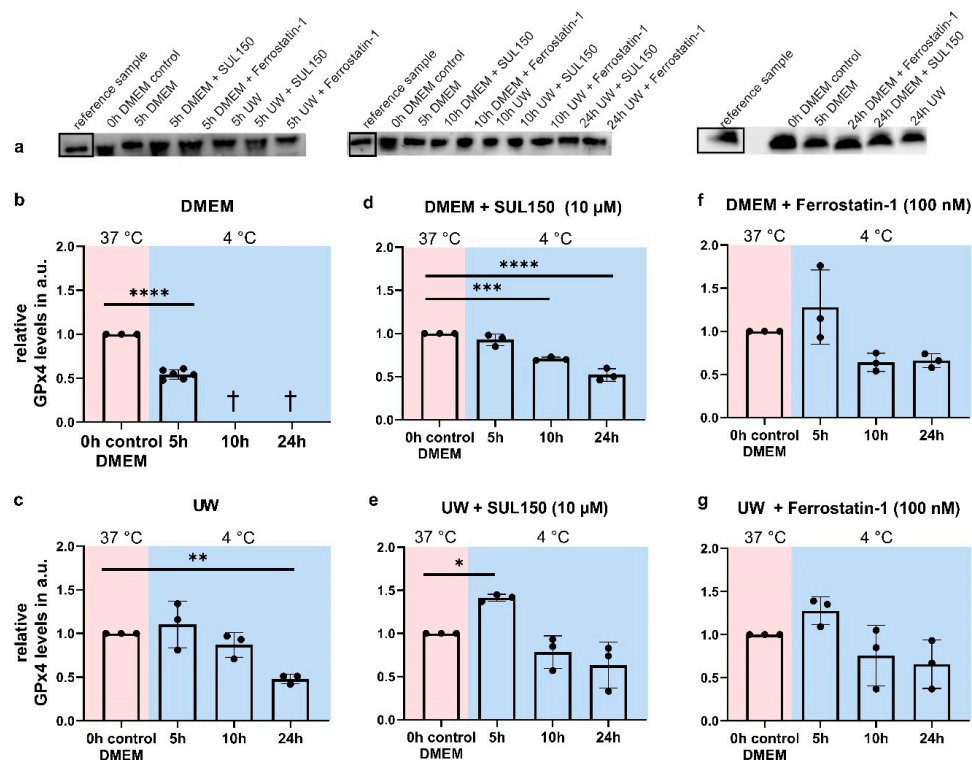 a
reference sample
0h DMEM control
5h DMEM
5h DMEM + SUL150
5h DMEM + Ferrostatin-1
5h UW
5h UW + SUL150
5h UW + Ferrostatin-1
reference sample
0h DMEM control
5h DMEM
10h DMEM + SUL150
10h DMEM + Ferrostatin-1
10h UW
10h UW + SUL150
10h UW + Ferrostatin-1
24h UW + SUL150
24h UW + Ferrostatin-1
reference sample
0h DMEM control
5h DMEM
24h DMEM + Ferrostatin-1
24h DMEM + SUL150
24h UW
b
DMEM
37 °C 4 °C
****
relative
GPx4 levels in a.u.
2.0
1.5
1.0
0.5
0.0
† †
0h control 5h 10h 24h
DMEM
d
DMEM + SUL150 (10 µM)
37 °C 4 °C
****
***
2.0
1.5
1.0
0.5
0.0
0h control 5h 10h 24h
DMEM
f
DMEM + Ferrostatin-1 (100 nM)
37 °C 4 °C
2.0
1.5
1.0
0.5
0.0
0h control 5h 10h 24h
DMEM
c
UW
37 °C 4 °C
**
relative
GPx4 levels in a.u.
2.0
1.5
1.0
0.5
0.0
0h control 5h 10h 24h
DMEM
e
UW + SUL150 (10 µM)
37 °C 4 °C
*
2.0
1.5
1.0
0.5
0.0
0h control 5h 10h 24h
DMEM
g
UW + Ferrostatin-1 (100 nM)
37 °C 4 °C
2.0
1.5
1.0
0.5
0.0
0h control 5h 10h 24h
DMEM